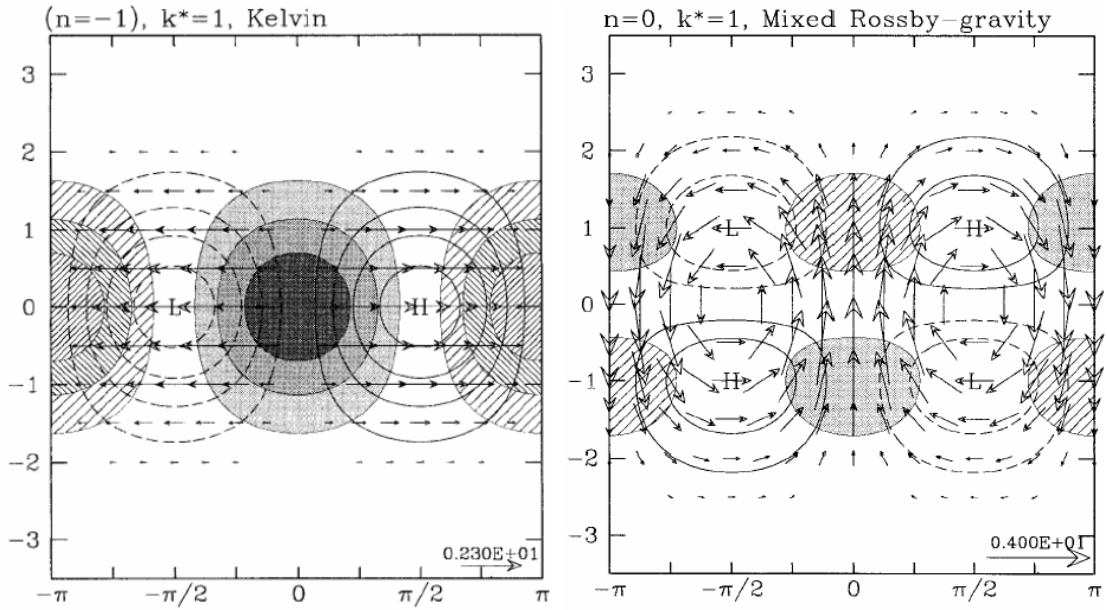 (n=−1), k*=1, Kelvin
3
2
1
0
−1
−2
−3
L
H
0.230E+01
−π
−π/2
0
π/2
π
n=0, k*=1, Mixed Rossby−gravity
3
2
1
0
−1
−2
−3
L
H
H
L
0.400E+01
−π
−π/2
0
π/2
π